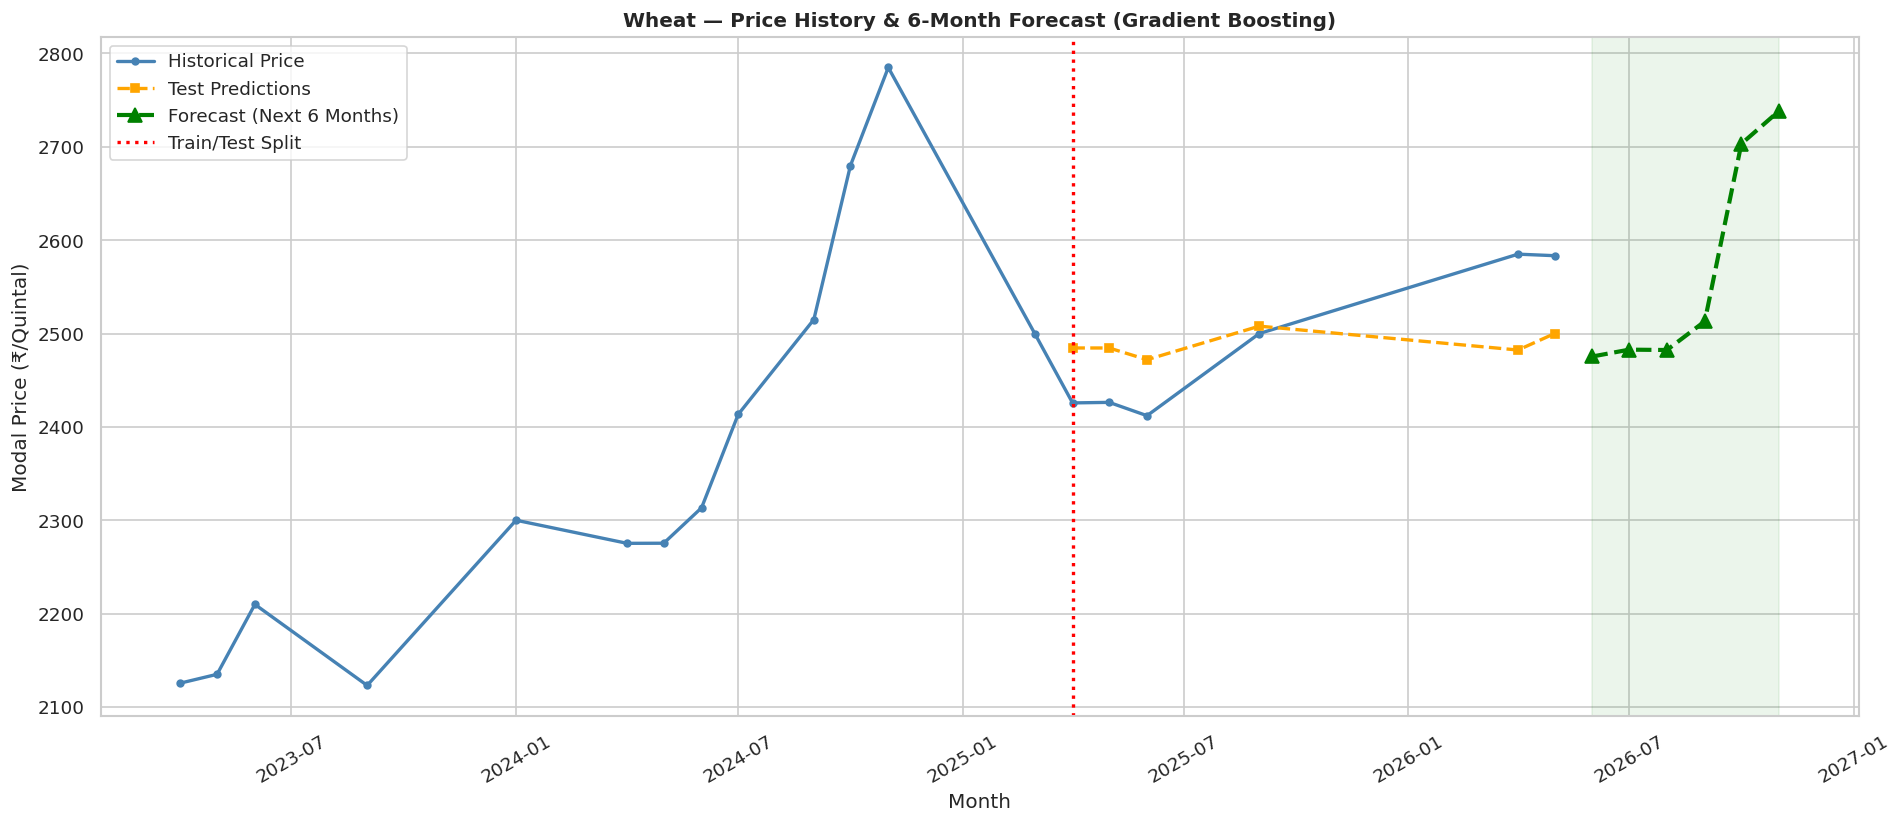 Wheat — Price History & 6-Month Forecast (Gradient Boosting)
Historical Price
Test Predictions
Forecast (Next 6 Months)
Train/Test Split
Modal Price (₹/Quintal)
2800
2700
2600
2500
2400
2300
2200
2100
2023-07
2024-01
2024-07
2025-01
2025-07
2026-01
2026-07
2027-01
Month